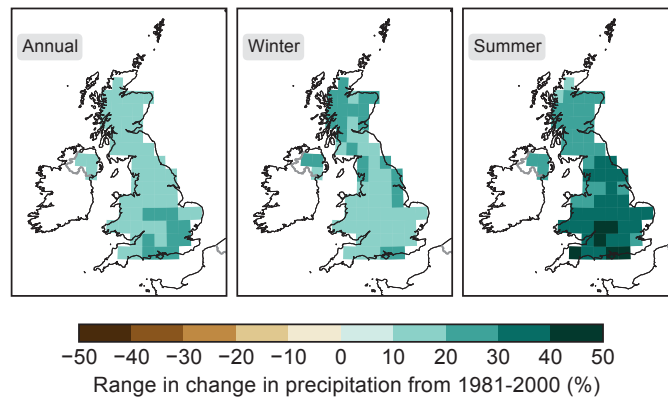 Annual
Winter
Summer
−50 −40 −30 −20 −10 0 10 20 30 40 50
Range in change in precipitation from 1981-2000 (%)